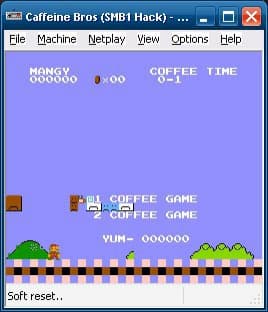 Caffeine Bros (SMB1 Hack) - ...
File Machine Netplay View Options Help
MANGY COFFEE TIME
000000 ×00 0-1
1 COFFEE GAME
2 COFFEE GAME
YUM- 000000
Soft reset..